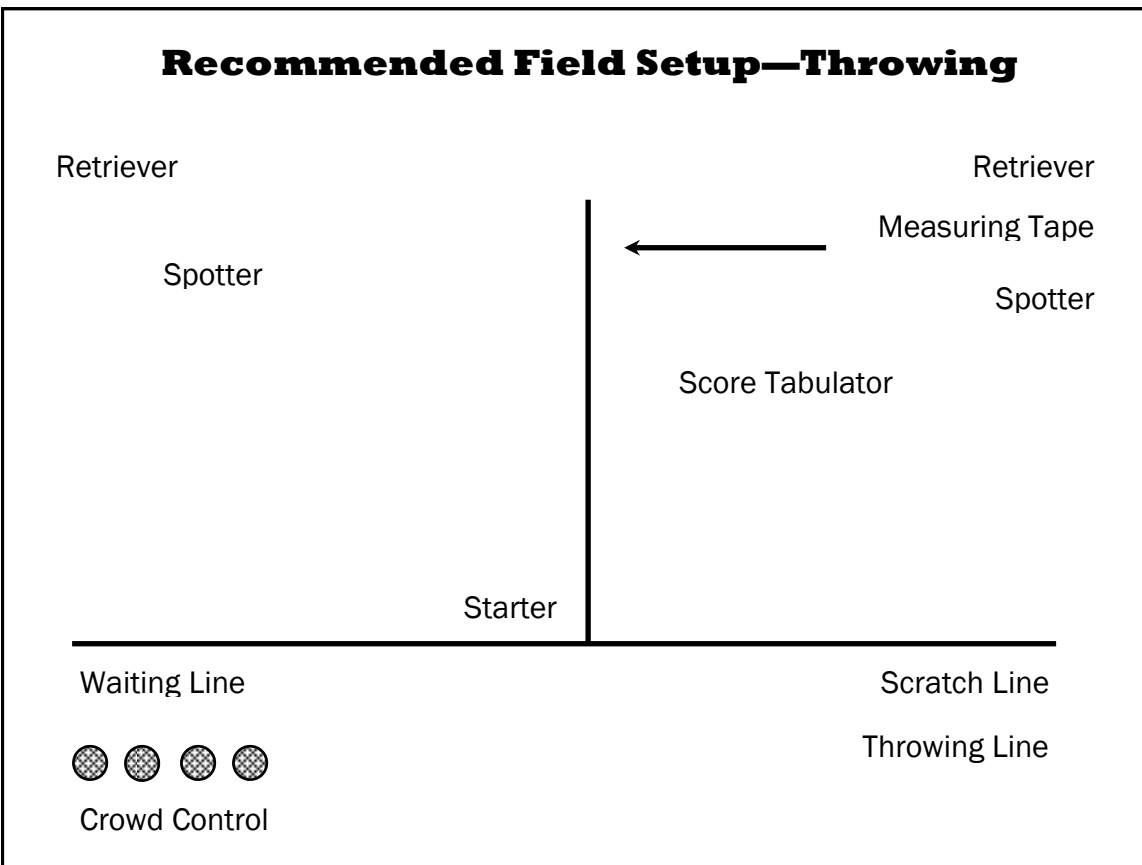 Recommended Field Setup—Throwing
Retriever
Retriever
Measuring Tape
Spotter
Spotter
Score Tabulator
Starter
Waiting Line
Scratch Line
Throwing Line
Crowd Control